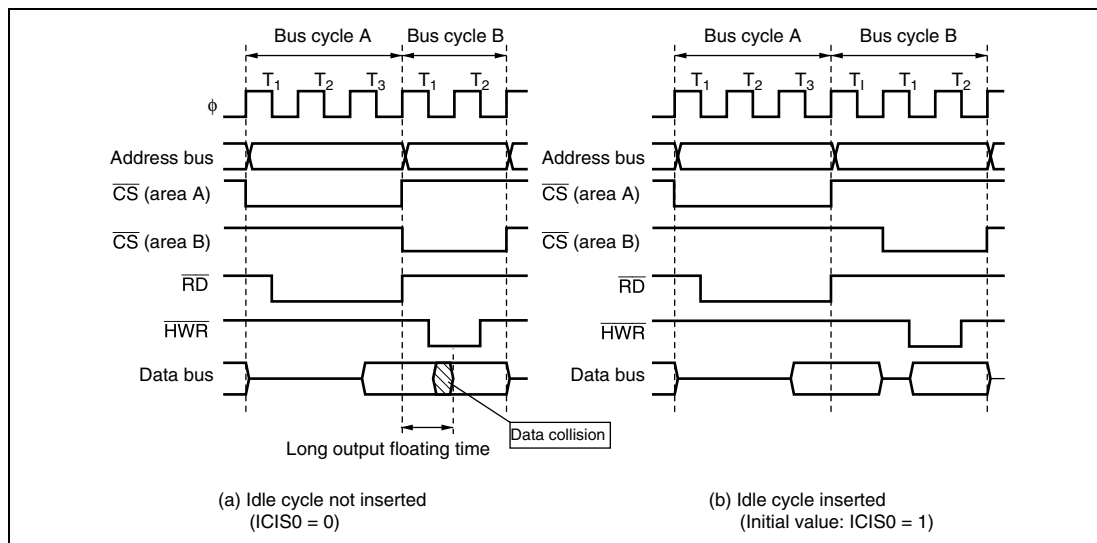 Bus cycle A Bus cycle B
T1 T2 T3 T1 T2
ϕ
Address bus
CS (area A)
CS (area B)
RD
HWR
Data bus
Data collision
Long output floating time
(a) Idle cycle not inserted
(ICIS0 = 0)
Bus cycle A Bus cycle B
T1 T2 T3 TI T1 T2
ϕ
Address bus
CS (area A)
CS (area B)
RD
HWR
Data bus
(b) Idle cycle inserted
(Initial value: ICIS0 = 1)